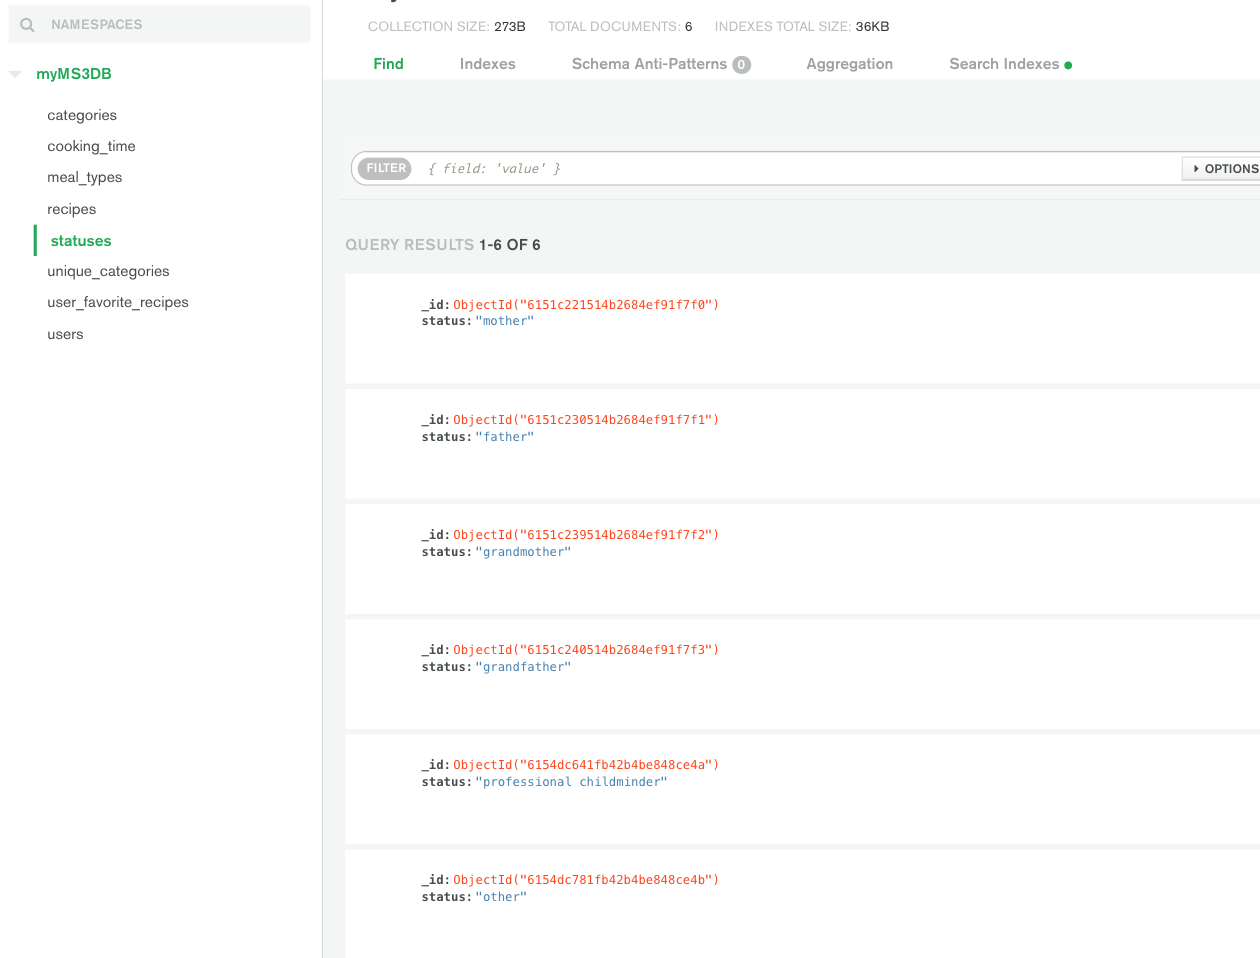 NAMESPACES
myMS3DB
categories
cooking_time
meal_types
recipes
statuses
unique_categories
user_favorite_recipes
users
COLLECTION SIZE: 273B TOTAL DOCUMENTS: 6 INDEXES TOTAL SIZE: 36KB
Find Indexes Schema Anti-Patterns 0 Aggregation Search Indexes
FILTER { field: 'value' } OPTIONS
QUERY RESULTS 1-6 OF 6
_id: ObjectId("6151c221514b2684ef91f7f0")
status: "mother"
_id: ObjectId("6151c230514b2684ef91f7f1")
status: "father"
_id: ObjectId("6151c239514b2684ef91f7f2")
status: "grandmother"
_id: ObjectId("6151c240514b2684ef91f7f3")
status: "grandfather"
_id: ObjectId("6154dc641fb42b4be848ce4a")
status: "professional childminder"
_id: ObjectId("6154dc781fb42b4be848ce4b")
status: "other"